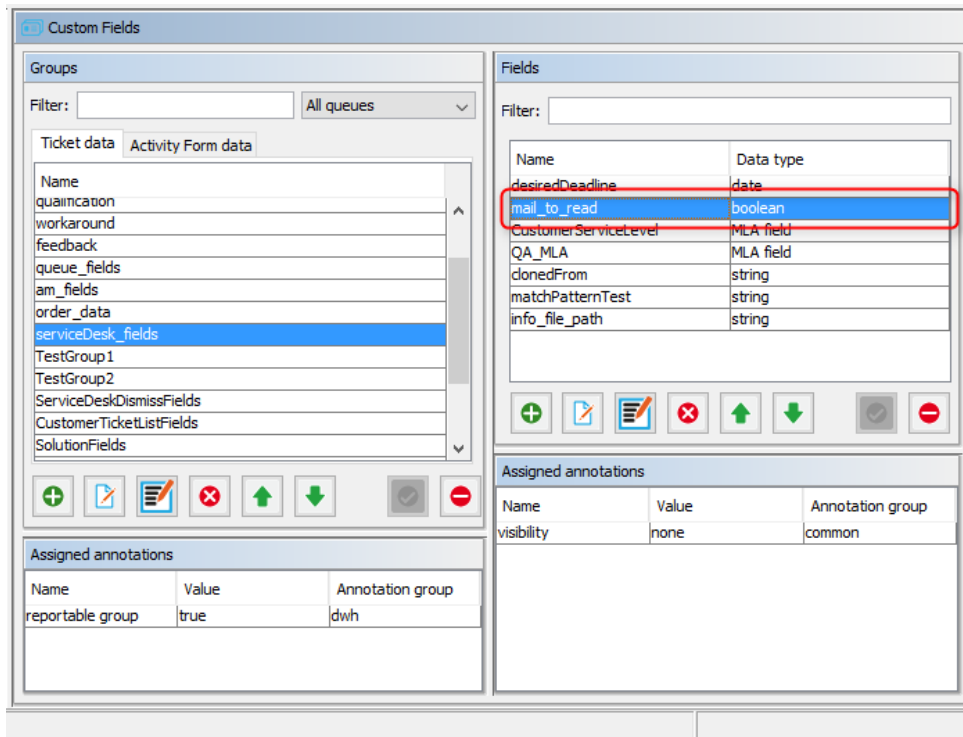 Custom Fields
Groups
Filter:
All queues
Ticket data Activity Form data
Name
qualification
workaround
feedback
queue_fields
am_fields
order_data
serviceDesk_fields
TestGroup1
TestGroup2
ServiceDeskDismissFields
CustomerTicketListFields
SolutionFields
Assigned annotations
Name Value Annotation group
reportable group true dwh
Fields
Filter:
Name Data type
desiredDeadline date
mail_to_read boolean
CustomerServiceLevel MLA field
QA_MLA MLA field
clonedFrom string
matchPatternTest string
info_file_path string
Assigned annotations
Name Value Annotation group
visibility none common